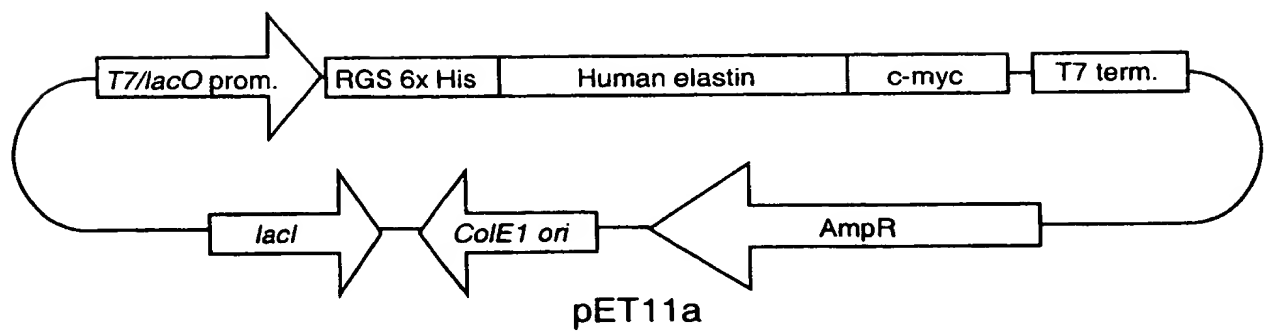 T7/lacO prom.
RGS 6x His
Human elastin
c-myc
T7 term.
lacI
ColE1 ori
AmpR
pET11a